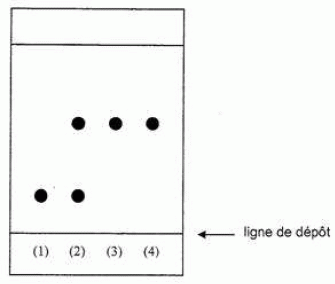 ligne de dépôt
(1) (2) (3) (4)